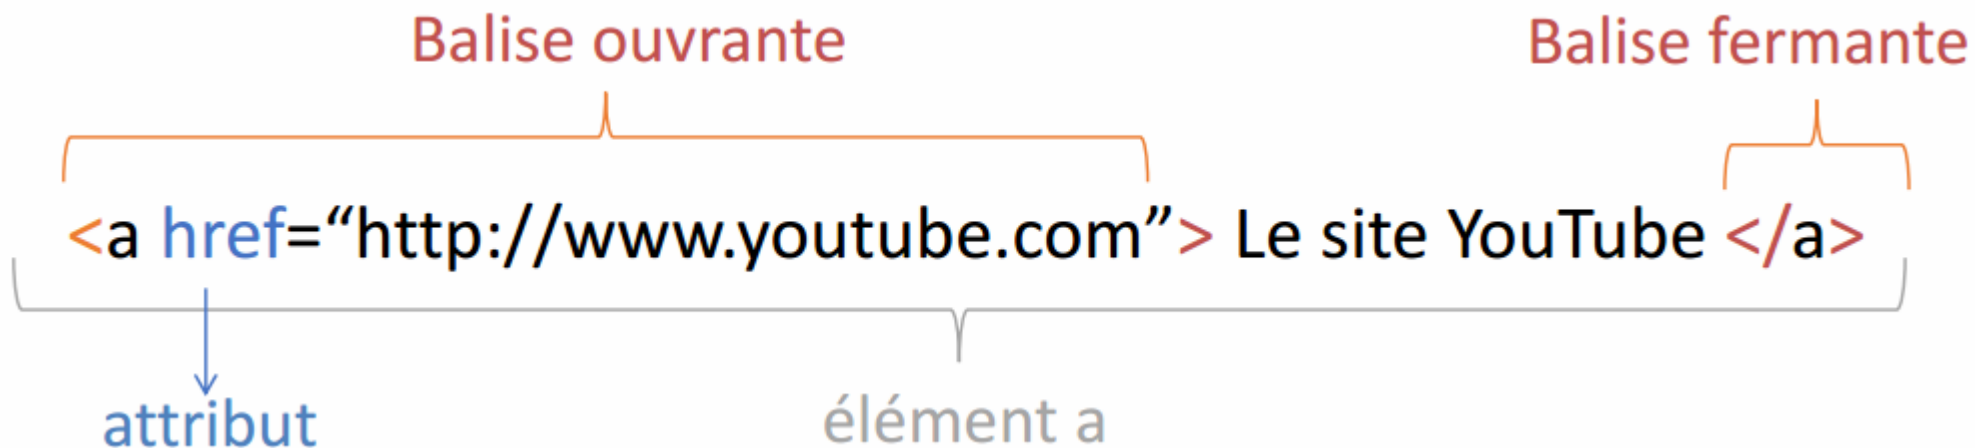 Balise ouvrante
Balise fermante
<a href=“http://www.youtube.com”> Le site YouTube </a>
attribut
élément a